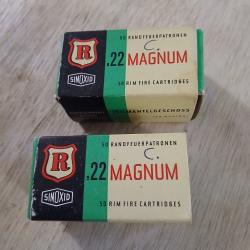 50 RANDFEUERPATRONEN
C.
R
.22 MAGNUM
SINOXID
50 RIM FIRE CARTRIDGES
MANTELGESCHOSS
50 RANDFEUERPATRONEN
C.
R
.22 MAGNUM
SINOXID
50 RIM FIRE CARTRIDGES